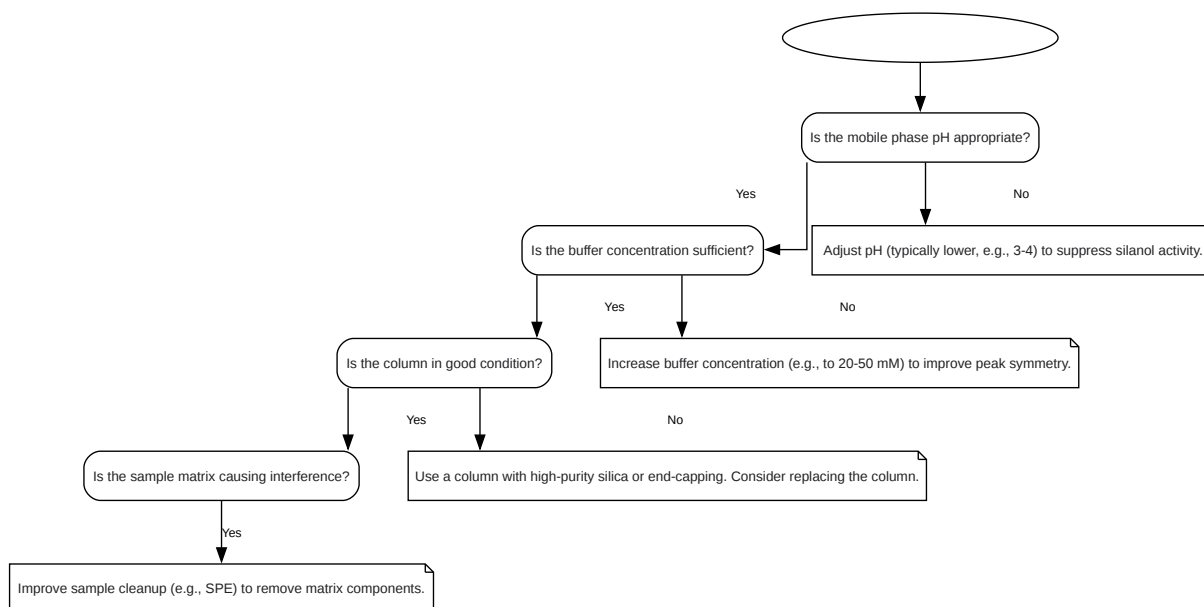 Is the mobile phase pH appropriate?
Yes
No
Is the buffer concentration sufficient?
Adjust pH (typically lower, e.g., 3-4) to suppress silanol activity.
Yes
No
Is the column in good condition?
Increase buffer concentration (e.g., to 20-50 mM) to improve peak symmetry.
Yes
No
Is the sample matrix causing interference?
Use a column with high-purity silica or end-capping. Consider replacing the column.
Yes
Improve sample cleanup (e.g., SPE) to remove matrix components.